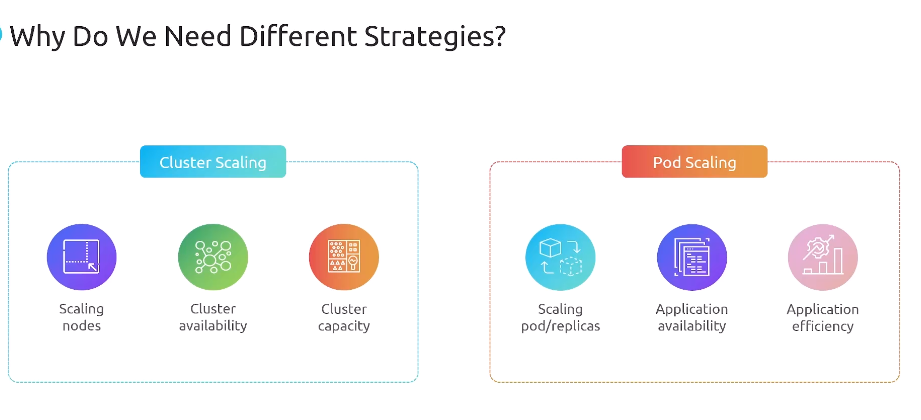 Why Do We Need Different Strategies?
Cluster Scaling
Scaling
nodes
Cluster
availability
Cluster
capacity
Pod Scaling
Scaling
pod/replicas
Application
availability
Application
efficiency